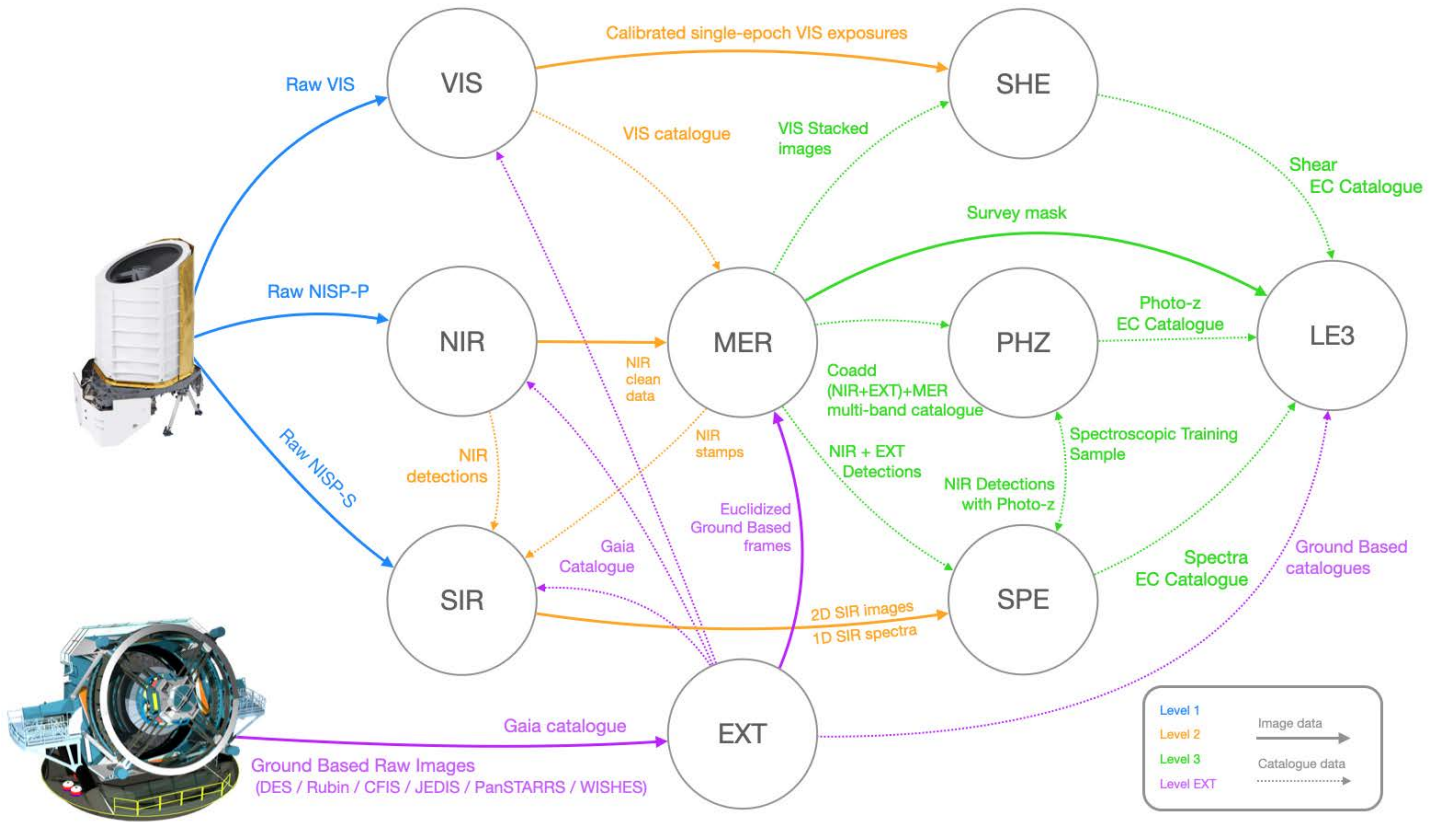 Calibrated single-epoch VIS exposures
VIS
SHE
Raw VIS
VIS catalogue
VIS Stacked
images
Shear
EC Catalogue
Survey mask
Raw NISP-P
NIR
MER
PHZ
LE3
Photo-z
EC Catalogue
NIR
clean
data
Coadd
(NIR+EXT)+MER
multi-band catalogue
Raw NISP-S
NIR
detections
NIR
stamps
NIR + EXT
Detections
Spectroscopic Training
Sample
NIR Detections
with Photo-z
Euclidized
Ground Based
frames
Gaia
Catalogue
Spectra
EC Catalogue
Ground Based
catalogues
SIR
SPE
2D SIR images
1D SIR spectra
EXT
Gaia catalogue
Ground Based Raw Images
(DES / Rubin / CFIS / JEDIS / PanSTARRS / WISHES)
Level 1
Level 2
Level 3
Level EXT
Image data
Catalogue data